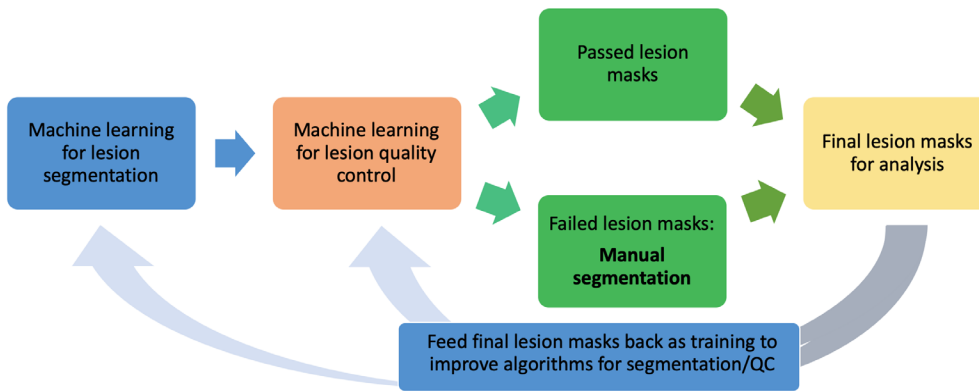 Machine learning
for lesion
segmentation
Machine learning
for lesion quality
control
Passed lesion
masks
Failed lesion masks:
Manual
segmentation
Final lesion masks
for analysis
Feed final lesion masks back as training to
improve algorithms for segmentation/QC